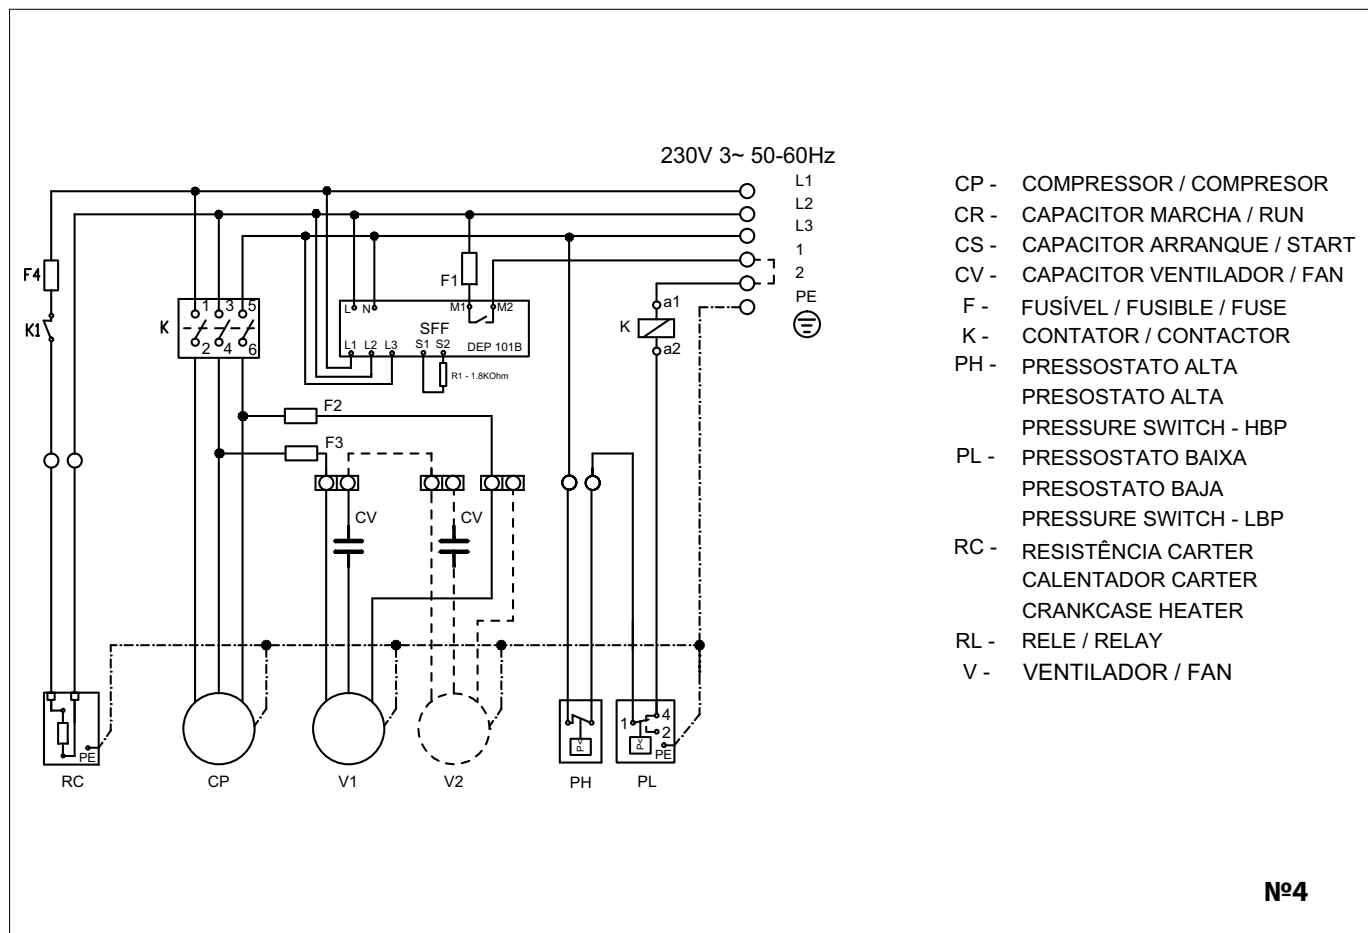 230V 3~ 50-60Hz
L1
L2
L3
1
2
PE
F4
K1
K
1 3 5
2 4 6
L N
M1 M2
SFF
DEP 101B
L1 L2 L3 S1 S2
R1 - 1.8KOhm
F1
a1
K
a2
F2
F3
CV
CV
PE
P<
1
4
2
P<
PE
RC
CP
V1
V2
PH
PL
CP - COMPRESSOR / COMPRESOR
CR - CAPACITOR MARCHA / RUN
CS - CAPACITOR ARRANQUE / START
CV - CAPACITOR VENTILADOR / FAN
F - FUSÍVEL / FUSIBLE / FUSE
K - CONTATOR / CONTACTOR
PH - PRESSOSTATO ALTA
PRESOSTATO ALTA
PRESSURE SWITCH - HBP
PL - PRESSOSTATO BAIXA
PRESOSTATO BAJA
PRESSURE SWITCH - LBP
RC - RESISTÊNCIA CARTER
CALENTADOR CARTER
CRANKCASE HEATER
RL - RELE / RELAY
V - VENTILADOR / FAN
Nº4